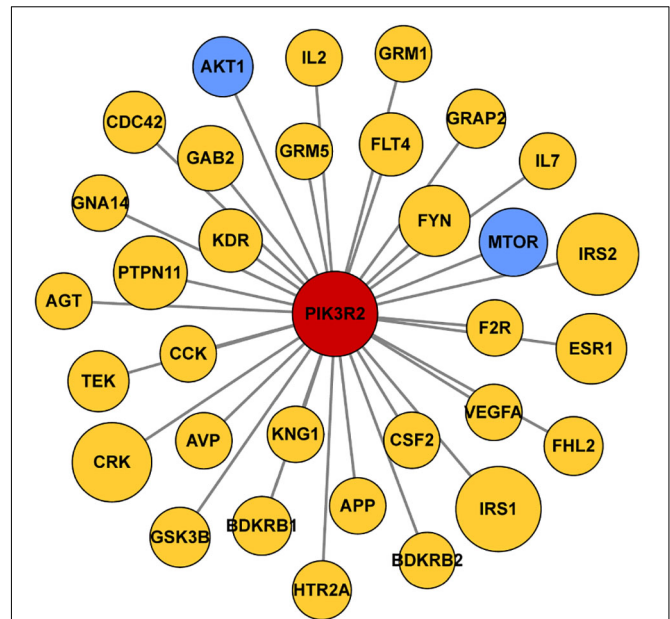 AKT1
IL2
GRM1
CDC42
GRAP2
GAB2
GRM5
FLT4
IL7
GNA14
KDR
FYN
MTOR
IRS2
PTPN11
AGT
PIK3R2
F2R
ESR1
CCK
TEK
VEGFA
CRK
AVP
KNG1
CSF2
FHL2
APP
IRS1
GSK3B
BDKRB1
BDKRB2
HTR2A